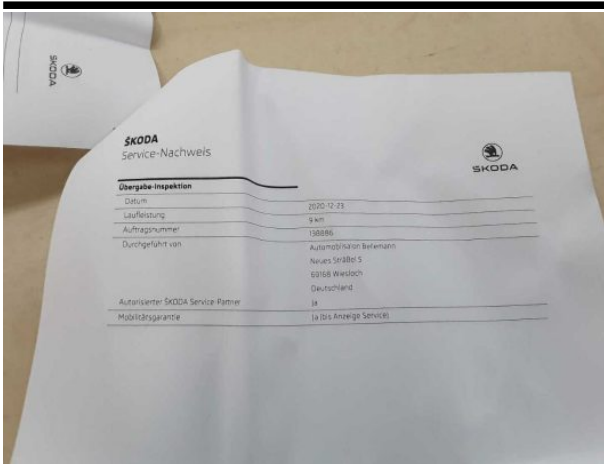 ŠKODA
ŠKODA
Service-Nachweis
ŠKODA
Übergabe-Inspektion
Datum 2020-12-23
Laufleistung 9 km
Auftragsnummer 198886
Durchgeführt von Automobilsalon
Neues Sträßel 5
69168 Wiesloch
Deutschland
Autorisierter ŠKODA Service-Partner Ja
Mobilitätsgarantie Ja (bis Anzeige Service)